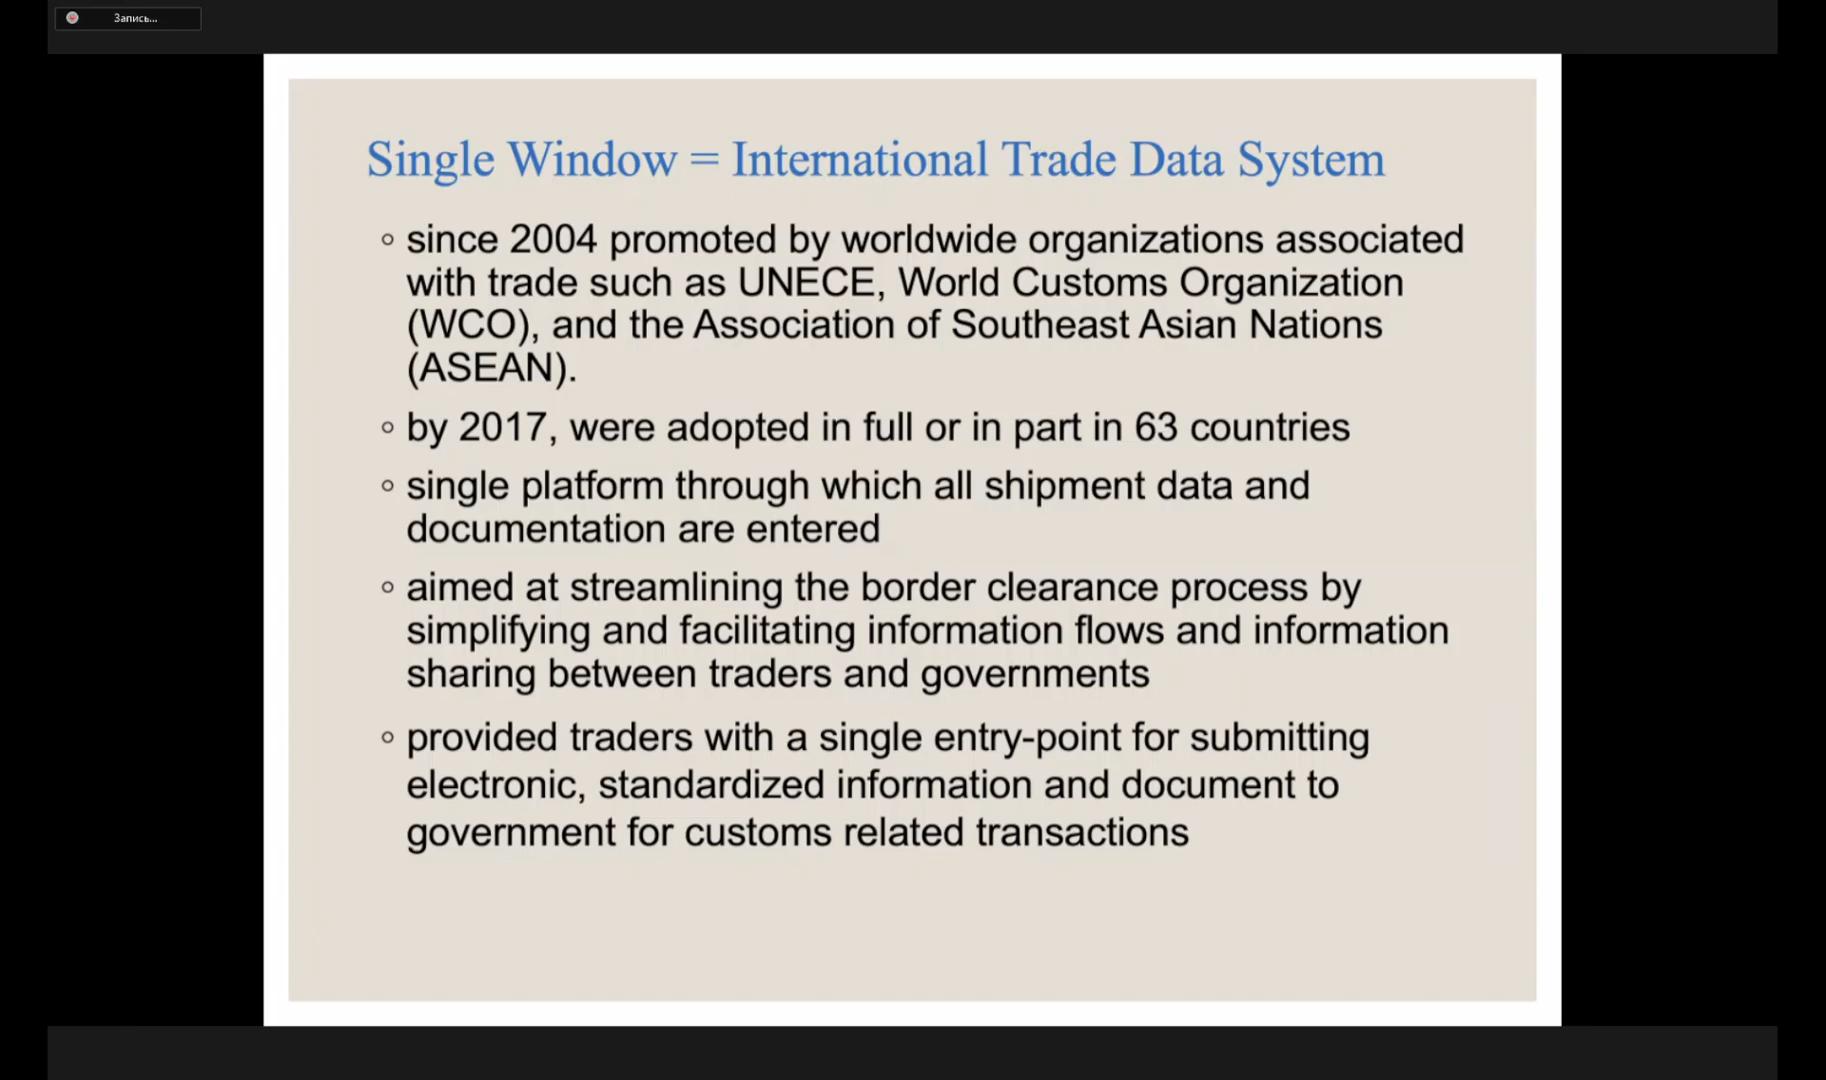 Запись...
Single Window = International Trade Data System
◦ since 2004 promoted by worldwide organizations associated
with trade such as UNECE, World Customs Organization
(WCO), and the Association of Southeast Asian Nations
(ASEAN).
◦ by 2017, were adopted in full or in part in 63 countries
◦ single platform through which all shipment data and
documentation are entered
◦ aimed at streamlining the border clearance process by
simplifying and facilitating information flows and information
sharing between traders and governments
◦ provided traders with a single entry-point for submitting
electronic, standardized information and document to
government for customs related transactions